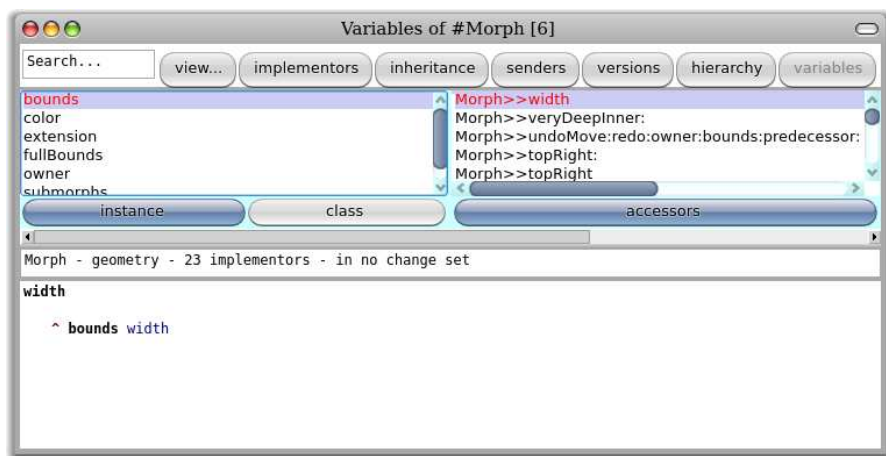 Variables of #Morph [6]
Search...
view... implementors inheritance senders versions hierarchy variables
bounds
color
extension
fullBounds
owner
submorphs
Morph>>width
Morph>>veryDeepInner:
Morph>>undoMove:redo:owner:bounds:predecessor:
Morph>>topRight:
Morph>>topRight
instance class accessors
Morph - geometry - 23 implementors - in no change set
width
^ bounds width